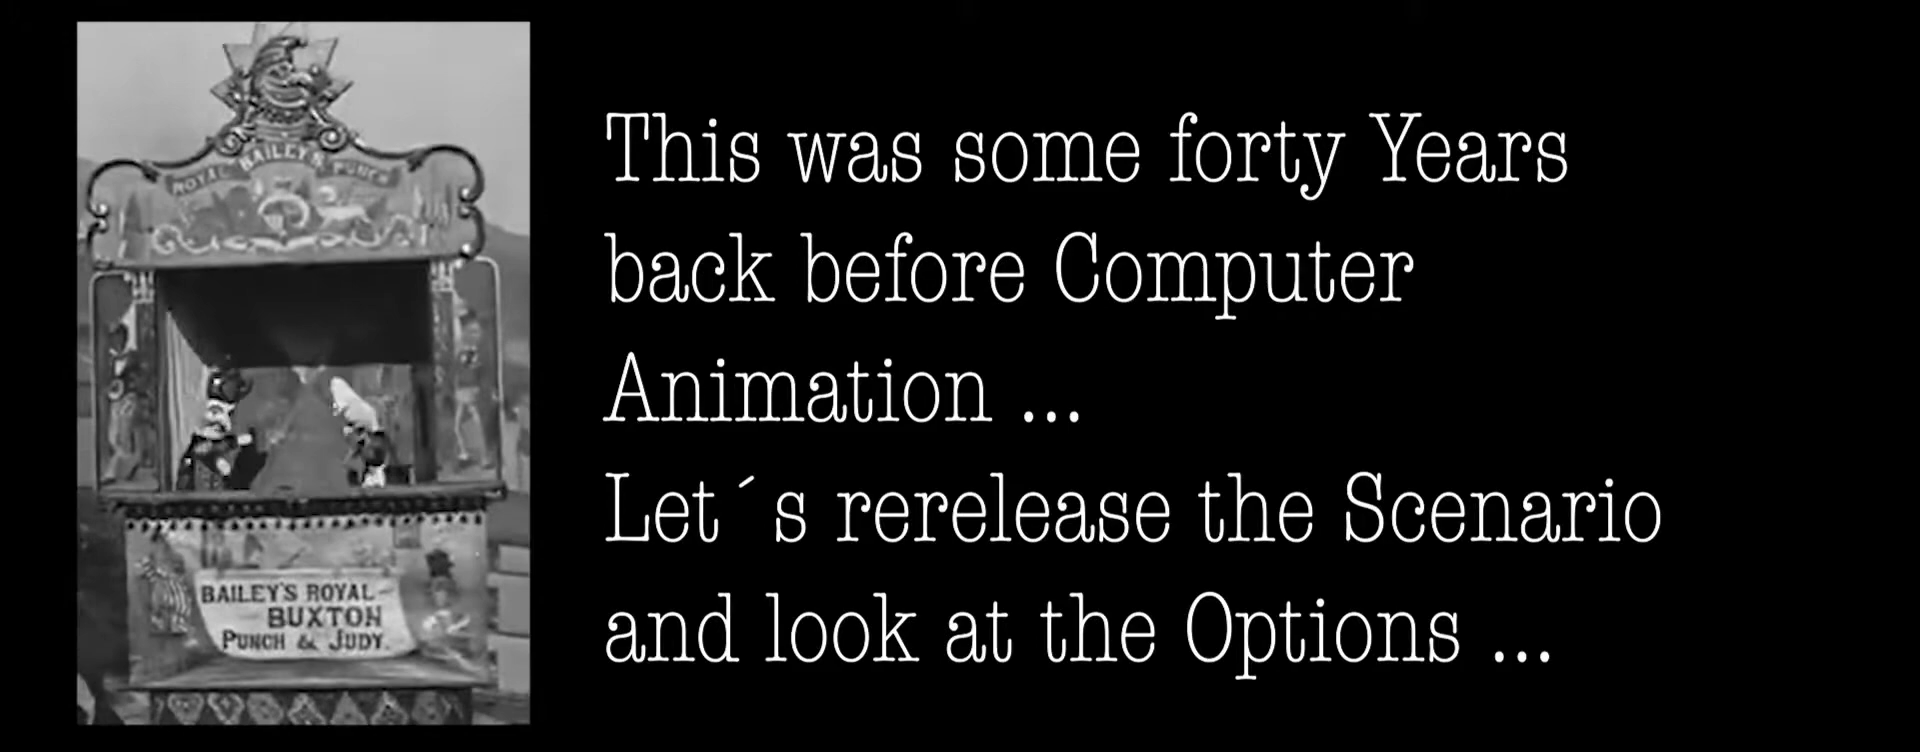 ROYAL BAILEY'S PUNCH
BAILEY'S ROYAL
BUXTON
PUNCH & JUDY.
This was some forty Years
back before Computer
Animation ...
Let´s rerelease the Scenario
and look at the Options ...